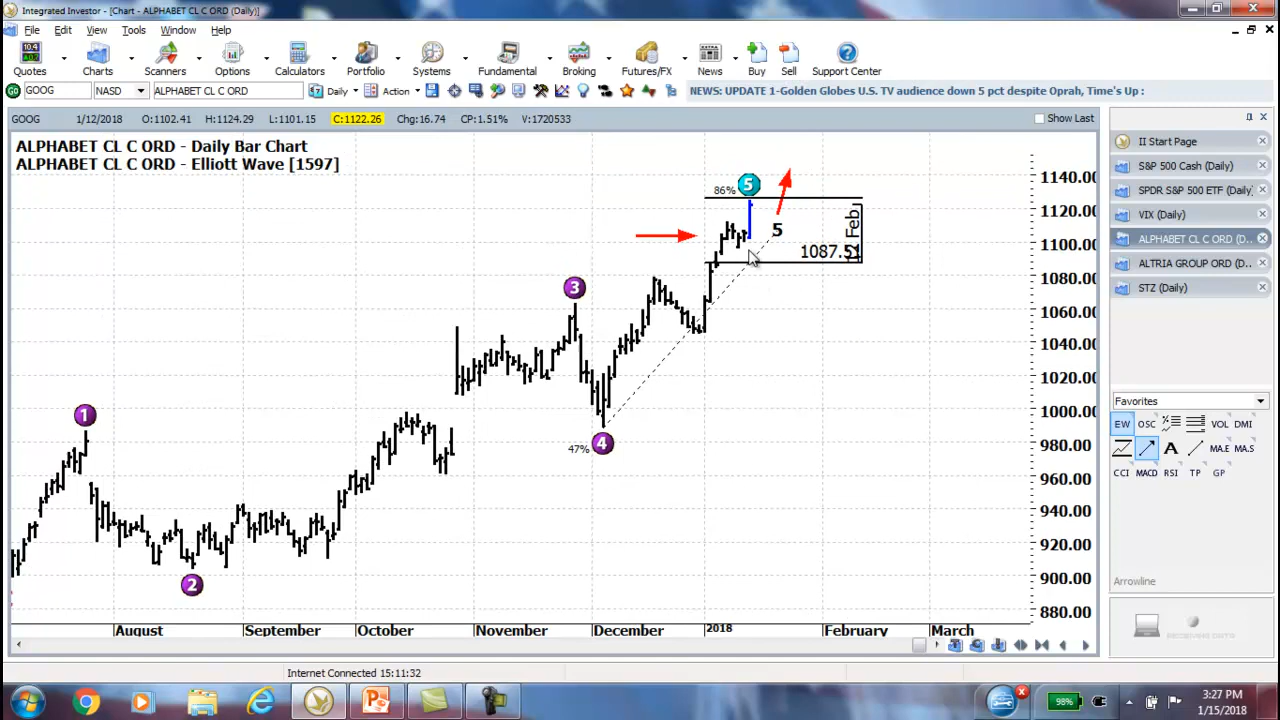 Integrated Investor - [Chart - ALPHABET CL C ORD (Daily)]
File Edit View Tools Window Help
Quotes Charts Scanners Options Calculators Portfolio Systems Fundamental Broking Futures/FX News Buy Sell Support Center
GOOG NASD ALPHABET CL C ORD Daily Action NEWS: UPDATE 1-Golden Globes U.S. TV audience down 5 pct despite Oprah, Time's Up :
GOOG 1/12/2018 O:1102.41 H:1124.29 L:1101.15 C:1122.26 Chg:16.74 CP:1.51% V:1720533 Show Last
ALPHABET CL C ORD - Daily Bar Chart
ALPHABET CL C ORD - Elliott Wave [1597]
86% 5
5
Feb
1087.51
3
1
47% 4
2
1140.00
1120.00
1100.00
1080.00
1060.00
1040.00
1020.00
1000.00
980.00
960.00
940.00
920.00
900.00
880.00
August September October November December 2018 February March
II Start Page
S&P 500 Cash (Daily)
SPDR S&P 500 ETF (Daily)
VIX (Daily)
ALPHABET CL C ORD (D...
ALTRIA GROUP ORD (D...
STZ (Daily)
Favorites
EW OSC VOL DMI
A MA.E MA.S
CCI MACD RSI TP GP
Arrowline
RECEIVING DATA
Internet Connected 15:11:32
98% 3:27 PM
1/15/2018